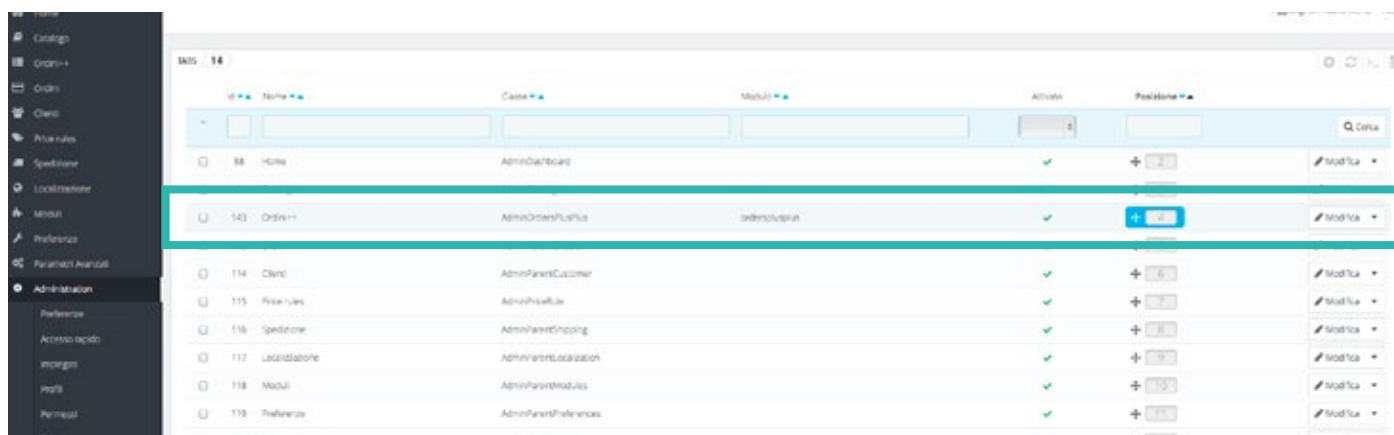 Home
Catalogo
Ordini++
Ordini
Clienti
Price rules
Spedizione
Localizzazione
Moduli
Preferenze
Parametri Avanzati
Administration
Preferenze
Accesso rapido
Impiegati
Profili
Permessi
TABS 14
Id Nome Classe Modulo Attivato Posizione
Cerca
88 Home AdminDashboard 2 Modifica
143 Ordini++ AdminOrdersPlusPlus ordersplusplus 4 Modifica
114 Clienti AdminParentCustomer 6 Modifica
115 Price rules AdminPriceRule 7 Modifica
116 Spedizione AdminParentShipping 8 Modifica
117 Localizzazione AdminParentLocalization 9 Modifica
118 Moduli AdminParentModules 10 Modifica
119 Preferenze AdminParentPreferences 11 Modifica